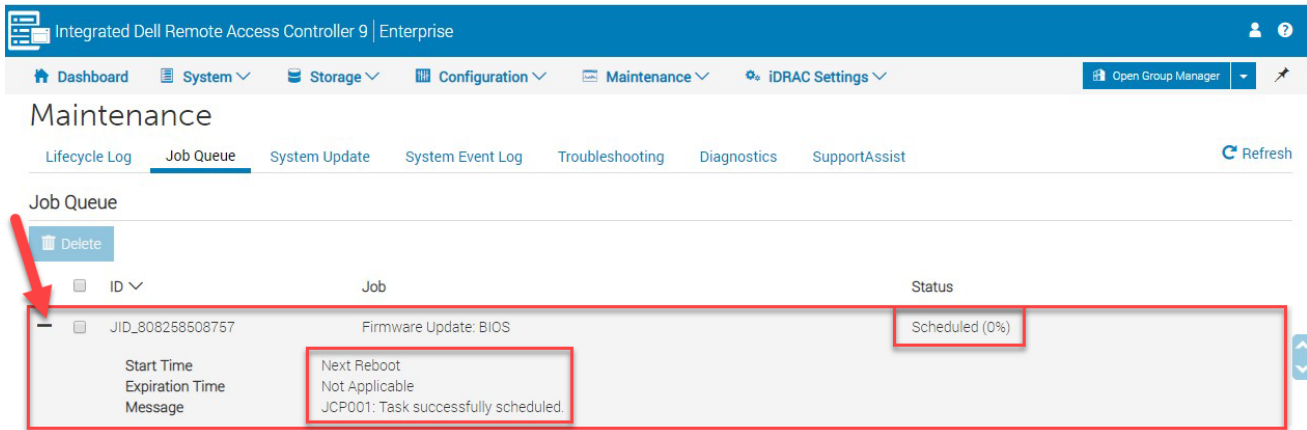 Integrated Dell Remote Access Controller 9 | Enterprise
Dashboard System Storage Configuration Maintenance iDRAC Settings Open Group Manager
Maintenance
Lifecycle Log Job Queue System Update System Event Log Troubleshooting Diagnostics SupportAssist Refresh
Job Queue
Delete
ID Job Status
JID_808258508757 Firmware Update: BIOS Scheduled (0%)
Start Time Next Reboot
Expiration Time Not Applicable
Message JCP001: Task successfully scheduled.